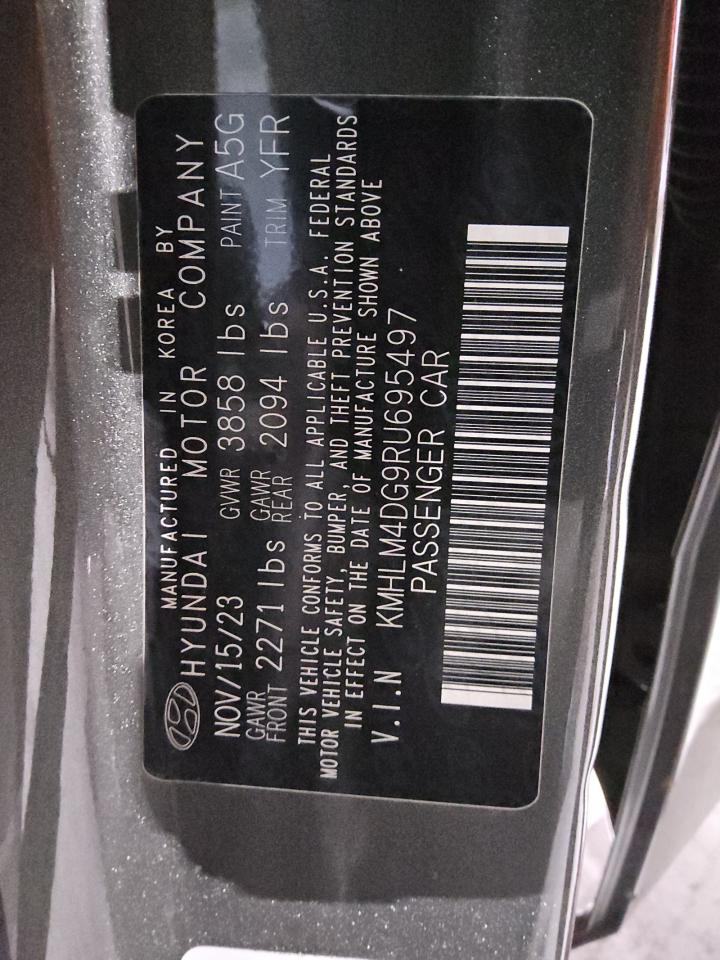 MANUFACTURED IN KOREA BY
HYUNDAI MOTOR COMPANY
NOV/15/23 GVWR 3858 lbs PAINT A5G
GAWR FRONT 2271 lbs GAWR REAR 2094 lbs TRIM YFR
THIS VEHICLE CONFORMS TO ALL APPLICABLE U.S.A. FEDERAL
MOTOR VEHICLE SAFETY, BUMPER, AND THEFT PREVENTION STANDARDS
IN EFFECT ON THE DATE OF MANUFACTURE SHOWN ABOVE
V.I.N KMHLM4DG9RU695497
PASSENGER CAR